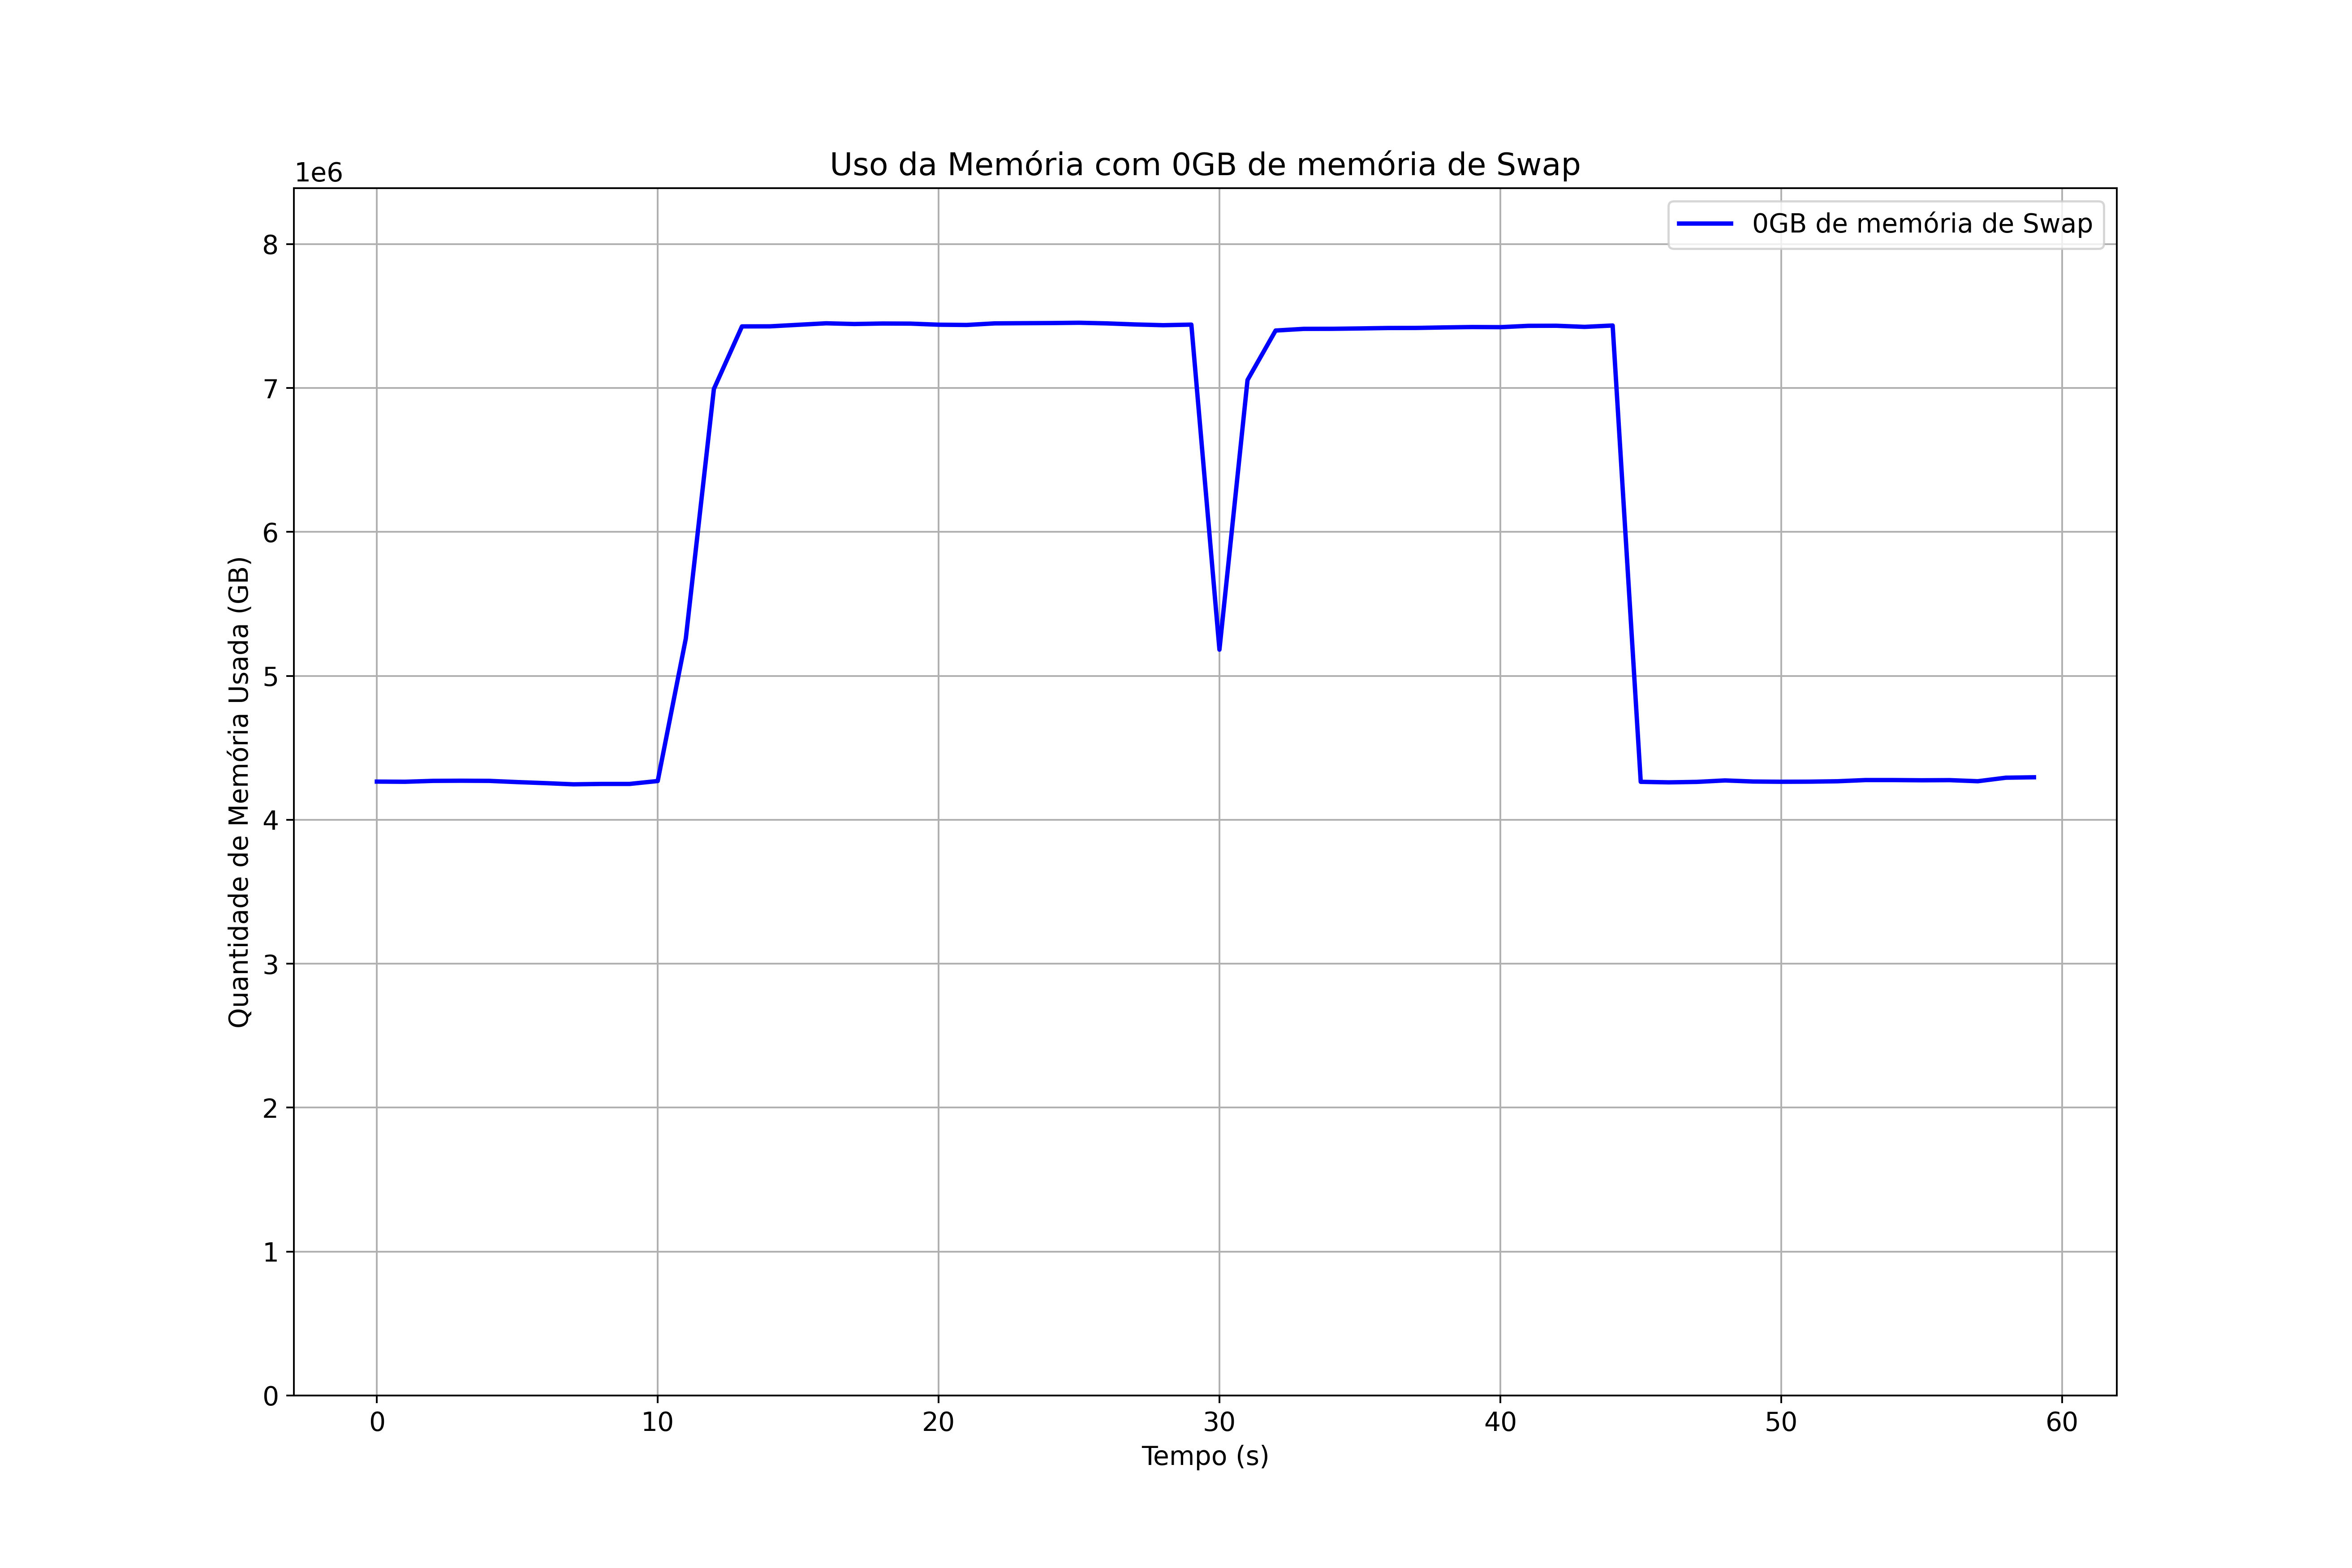 Uso da Memória com 0GB de memória de Swap
1e6
0GB de memória de Swap
8
7
6
5
4
3
2
1
0
Quantidade de Memória Usada (GB)
0 10 20 30 40 50 60
Tempo (s)